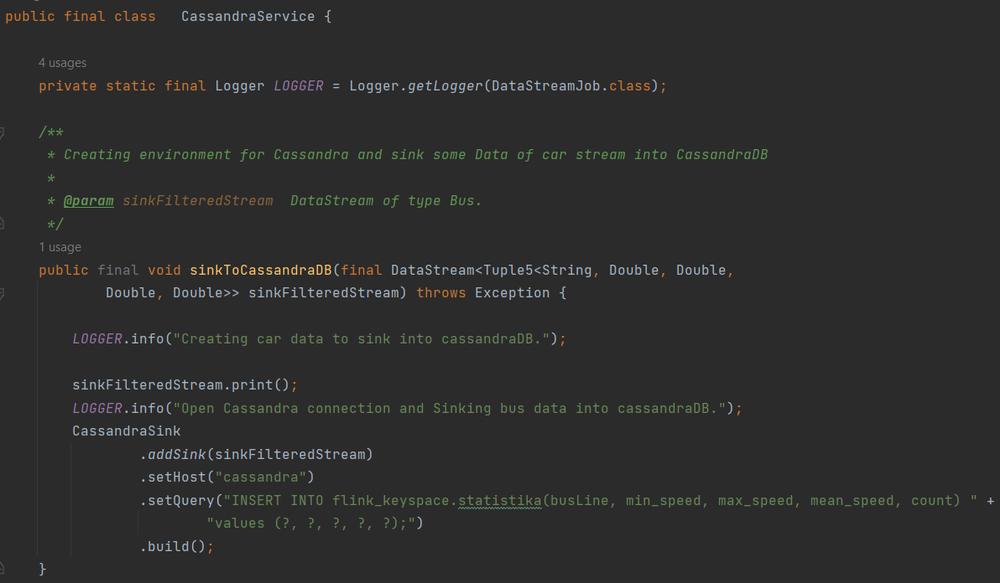 public final class   CassandraService {
4 usages
private static final Logger LOGGER = Logger.getLogger(DataStreamJob.class);
/**
* Creating environment for Cassandra and sink some Data of car stream into CassandraDB
*
* @param sinkFilteredStream  DataStream of type Bus.
*/
1 usage
public final void sinkToCassandraDB(final DataStream<Tuple5<String, Double, Double,
Double, Double>> sinkFilteredStream) throws Exception {
LOGGER.info("Creating car data to sink into cassandraDB.");
sinkFilteredStream.print();
LOGGER.info("Open Cassandra connection and Sinking bus data into cassandraDB.");
CassandraSink
.addSink(sinkFilteredStream)
.setHost("cassandra")
.setQuery("INSERT INTO flink_keyspace.statistika(busLine, min_speed, max_speed, mean_speed, count) " +
"values (?, ?, ?, ?, ?);")
.build();
}